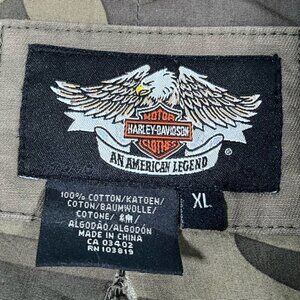 MOTOR
HARLEY-DAVIDSON
CLOTHES
AN AMERICAN LEGEND
®
100% COTTON/KATOEN/
COTON/BAUMWOLLE/
COTONE/
ALGODÃO/ALGODÓN
MADE IN CHINA
CA 03402
RN 103819
XL